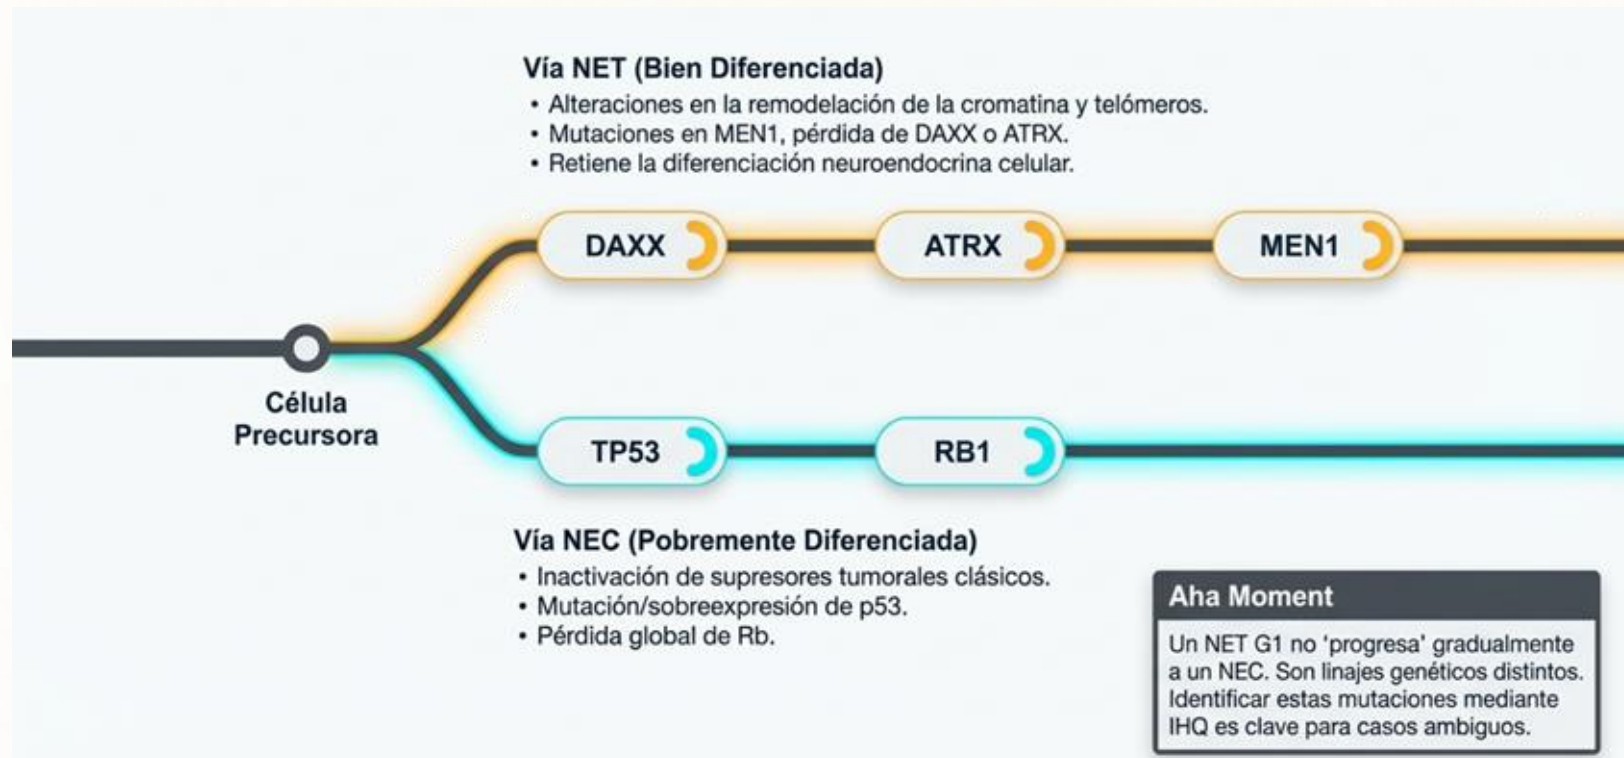 Vía NET (Bien Diferenciada)
• Alteraciones en la remodelación de la cromatina y telómeros.
• Mutaciones en MEN1, pérdida de DAXX o ATRX.
• Retiene la diferenciación neuroendocrina celular.
DAXX
ATRX
MEN1
Célula
Precursora
TP53
RB1
Vía NEC (Pobremente Diferenciada)
• Inactivación de supresores tumorales clásicos.
• Mutación/sobreexpresión de p53.
• Pérdida global de Rb.
Aha Moment
Un NET G1 no 'progresa' gradualmente
a un NEC. Son linajes genéticos distintos.
Identificar estas mutaciones mediante
IHQ es clave para casos ambiguos.